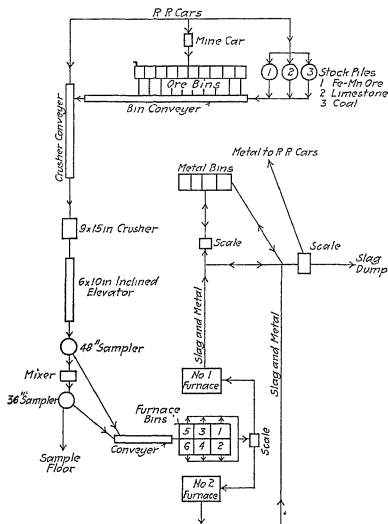 R R Cars
Mine Car
Ore Bins
1 2 3
Stock Piles
1 Fe-Mn Ore
2 Limestone
3 Coal
Bin Conveyer
Crusher Conveyer
Metal to R R Cars
Metal Bins
9x15in Crusher
Scale
Scale
Slag
Dump
6x10in Inclined
Elevator
Slag and Metal
Slag and Metal
48" Sampler
Mixer
No 1
Furnace
36" Sampler
Furnace
Bins
5 3 1
6 4 2
Scale
Conveyer
Sample
Floor
No 2
Furnace